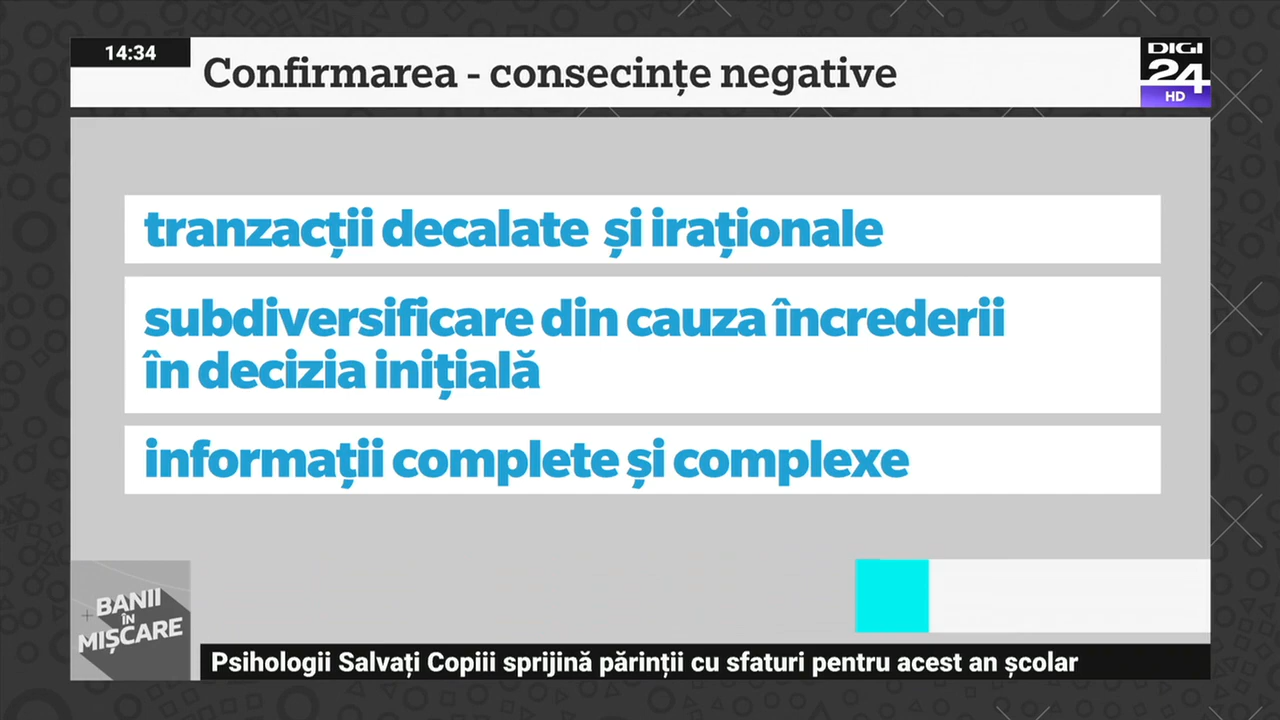 14:34
Confirmarea - consecințe negative
DIGI
24
HD
tranzacții decalate și iraționale
subdiversificare din cauza încrederii
în decizia inițială
informații complete și complexe
BANII
ÎN
MIȘCARE
Psihologii Salvați Copiii sprijină părinții cu sfaturi pentru acest an școlar